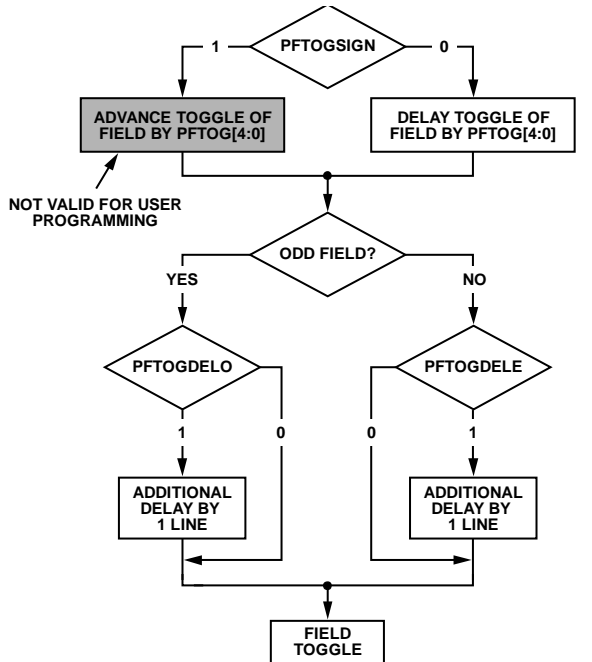 PFTOGSIGN
1
0
ADVANCE TOGGLE OF
FIELD BY PFTOG[4:0]
DELAY TOGGLE OF
FIELD BY PFTOG[4:0]
NOT VALID FOR USER
PROGRAMMING
ODD FIELD?
YES
NO
PFTOGDELO
PFTOGDELE
1
0
0
1
ADDITIONAL
DELAY BY
1 LINE
ADDITIONAL
DELAY BY
1 LINE
FIELD
TOGGLE